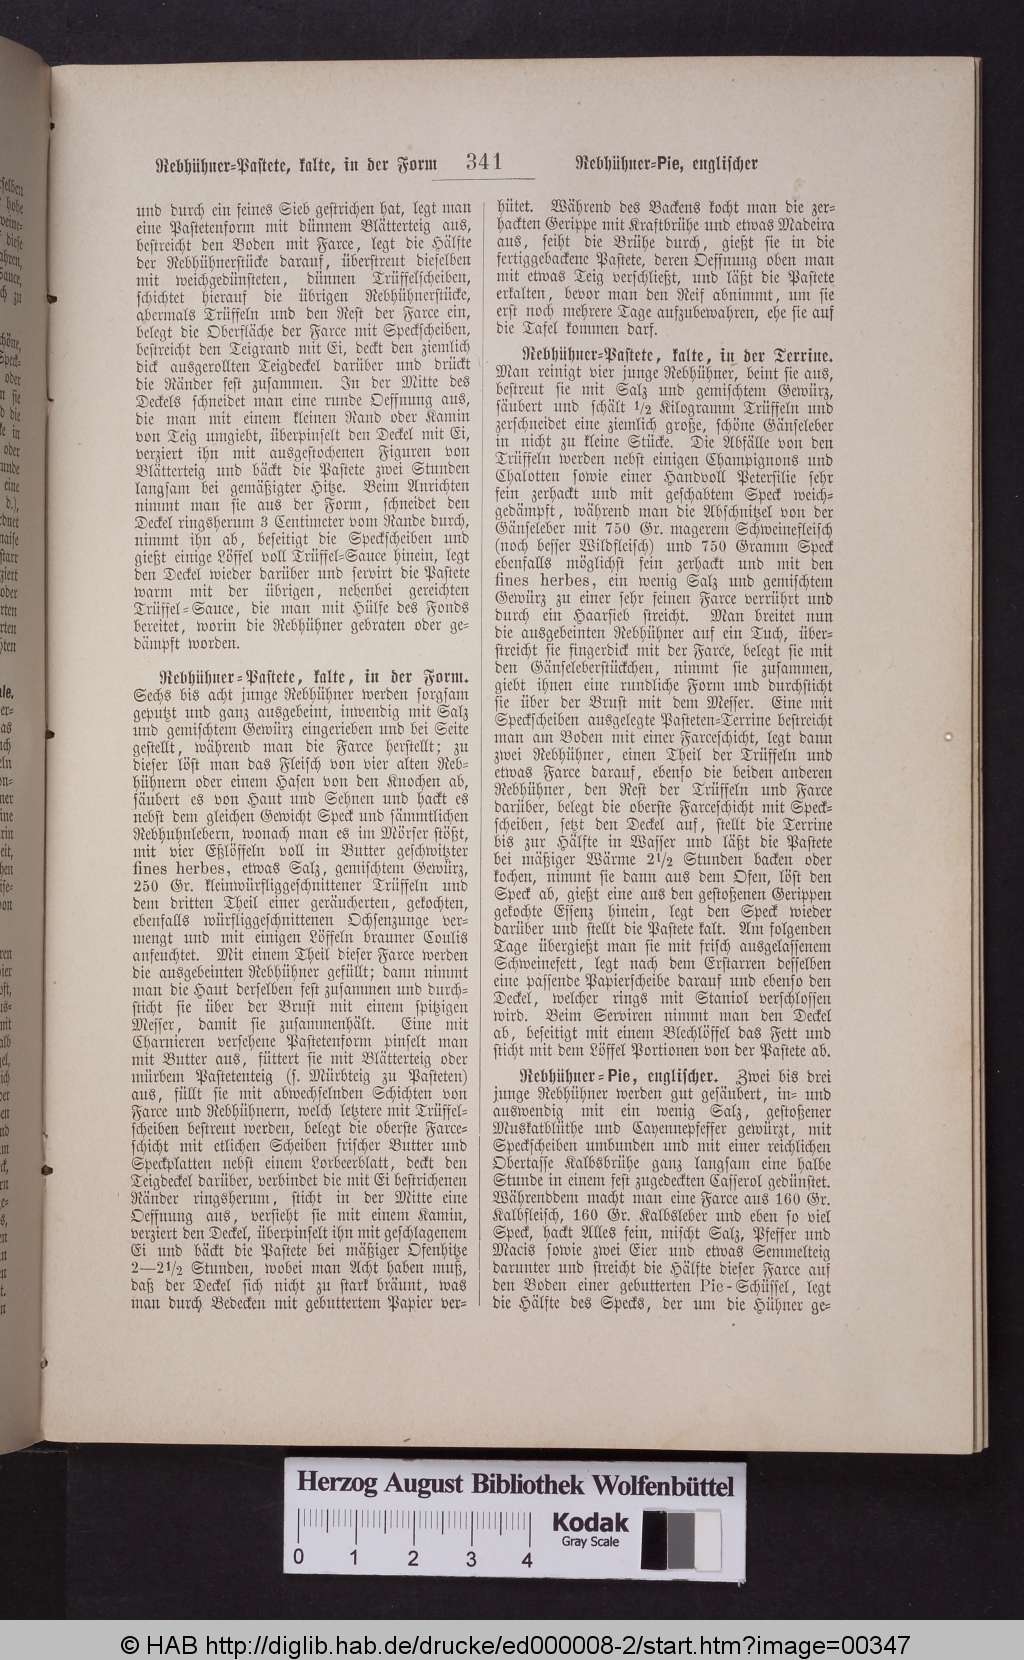 Rebhühner-Pastete, kalte, in der Form 341 Rebhühner-Pie, englischer
und durch ein feines Sieb gestrichen hat, legt man
eine Pastetenform mit dünnem Blätterteig aus,
bestreicht den Boden mit Farce, legt die Hälfte
der Rebhühnerstücke darauf, überstreut dieselben
mit weichgedünsteten, dünnen Trüffelscheiben,
schichtet hierauf die übrigen Rebhühnerstücke,
abermals Trüffeln und den Rest der Farce ein,
belegt die Oberfläche der Farce mit Speckscheiben,
bestreicht den Teigrand mit Ei, deckt den ziemlich
dick ausgerollten Teigdeckel darüber und drückt
die Ränder fest zusammen. In der Mitte des
Deckels schneidet man eine runde Oeffnung aus,
die man mit einem kleinen Rand oder Kamin
von Teig umgiebt, überpinselt den Deckel mit Ei,
verziert ihn mit ausgestochenen Figuren von
Blätterteig und bäckt die Pastete zwei Stunden
langsam bei gemäßigter Hitze. Beim Anrichten
nimmt man sie aus der Form, schneidet den
Deckel ringsherum 3 Centimeter vom Rande durch,
nimmt ihn ab, beseitigt die Speckscheiben und
gießt einige Löffel voll Trüffel-Sauce hinein, legt
den Deckel wieder darüber und servirt die Pastete
warm mit der übrigen, nebenbei gereichten
Trüffel-Sauce, die man mit Hülfe des Fonds
bereitet, worin die Rebhühner gebraten oder ge-
dämpft worden.
Rebhühner-Pastete, kalte, in der Form.
Sechs bis acht junge Rebhühner werden sorgsam
geputzt und ganz ausgebeint, inwendig mit Salz
und gemischtem Gewürz eingerieben und bei Seite
gestellt, während man die Farce herstellt; zu
dieser löst man das Fleisch von vier alten Reb-
hühnern oder einem Hasen von den Knochen ab,
säubert es von Haut und Sehnen und hackt es
nebst dem gleichen Gewicht Speck und sämmtlichen
Rebhuhnlebern, wonach man es im Mörser stößt,
mit vier Eßlöffeln voll in Butter geschwitzter
fines herbes, etwas Salz, gemischtem Gewürz,
250 Gr. kleinwürfliggeschnittener Trüffeln und
dem dritten Theil einer geräucherten, gekochten,
ebenfalls würfliggeschnittenen Ochsenzunge ver-
mengt und mit einigen Löffeln brauner Coulis
anfeuchtet. Mit einem Theil dieser Farce werden
die ausgebeinten Rebhühner gefüllt; dann nimmt
man die Haut derselben fest zusammen und durch-
sticht sie über der Brust mit einem spitzigen
Messer, damit sie zusammenhält. Eine mit
Charnieren versehene Pastetenform pinselt man
mit Butter aus, füttert sie mit Blätterteig oder
mürbem Pastetenteig (s. Mürbteig zu Pasteten)
aus, füllt sie mit abwechselnden Schichten von
Farce und Rebhühnern, welch letztere mit Trüffel-
scheiben bestreut werden, belegt die oberste Farce-
schicht mit etlichen Scheiben frischer Butter und
Speckplatten nebst einem Lorbeerblatt, deckt den
Teigdeckel darüber, verbindet die mit Ei bestrichenen
Ränder ringsherum, sticht in der Mitte eine
Oeffnung aus, versieht sie mit einem Kamin,
verziert den Deckel, überpinselt ihn mit geschlagenem
Ei und bäckt die Pastete bei mäßiger Ofenhitze
2—2½ Stunden, wobei man Acht haben muß,
daß der Deckel sich nicht zu stark bräunt, was
man durch Bedecken mit gebuttertem Papier ver-
hütet. Während des Backens kocht man die zer-
hackten Gerippe mit Kraftbrühe und etwas Madeira
aus, seiht die Brühe durch, gießt sie in die
fertiggebackene Pastete, deren Oeffnung oben man
mit etwas Teig verschließt, und läßt die Pastete
erkalten, bevor man den Reif abnimmt, um sie
erst noch mehrere Tage aufzubewahren, ehe sie auf
die Tafel kommen darf.
Rebhühner-Pastete, kalte, in der Terrine.
Man reinigt vier junge Rebhühner, beint sie aus,
bestreut sie mit Salz und gemischtem Gewürz,
säubert und schält ½ Kilogramm Trüffeln und
zerschneidet eine ziemlich große, schöne Gänseleber
in nicht zu kleine Stücke. Die Abfälle von den
Trüffeln werden nebst einigen Champignons und
Chalotten sowie einer Handvoll Petersilie sehr
fein zerhackt und mit geschabtem Speck weich-
gedämpft, während man die Abschnitzel von der
Gänseleber mit 750 Gr. magerem Schweinefleisch
(noch besser Wildfleisch) und 750 Gramm Speck
ebenfalls möglichst fein zerhackt und mit den
fines herbes, ein wenig Salz und gemischtem
Gewürz zu einer sehr feinen Farce verrührt und
durch ein Haarsieb streicht. Man breitet nun
die ausgebeinten Rebhühner auf ein Tuch, über-
streicht sie fingerdick mit der Farce, belegt sie mit
den Gänseleberstückchen, nimmt sie zusammen,
giebt ihnen eine rundliche Form und durchsticht
sie über der Brust mit dem Messer. Eine mit
Speckscheiben ausgelegte Pasteten-Terrine bestreicht
man am Boden mit einer Farceschicht, legt dann
zwei Rebhühner, einen Theil der Trüffeln und
etwas Farce darauf, ebenso die beiden anderen
Rebhühner, den Rest der Trüffeln und Farce
darüber, belegt die oberste Farceschicht mit Speck-
scheiben, setzt den Deckel auf, stellt die Terrine
bis zur Hälfte in Wasser und läßt die Pastete
bei mäßiger Wärme 2½ Stunden backen oder
kochen, nimmt sie dann aus dem Ofen, löst den
Speck ab, gießt eine aus den gestoßenen Gerippen
gekochte Essenz hinein, legt den Speck wieder
darüber und stellt die Pastete kalt. Am folgenden
Tage übergießt man sie mit frisch ausgelassenem
Schweinefett, legt nach dem Erstarren desselben
eine passende Papierscheibe darauf und ebenso den
Deckel, welcher rings mit Staniol verschlossen
wird. Beim Serviren nimmt man den Deckel
ab, beseitigt mit einem Blechlöffel das Fett und
sticht mit dem Löffel Portionen von der Pastete ab.
Rebhühner-Pie, englischer. Zwei bis drei
junge Rebhühner werden gut gesäubert, in- und
auswendig mit ein wenig Salz, gestoßener
Muskatblüthe und Cayennepfeffer gewürzt, mit
Speckscheiben umbunden und mit einer reichlichen
Obertasse Kalbsbrühe ganz langsam eine halbe
Stunde in einem fest zugedeckten Casserol gedünstet.
Währenddem macht man eine Farce aus 160 Gr.
Kalbfleisch, 160 Gr. Kalbsleber und eben so viel
Speck, hackt Alles fein, mischt Salz, Pfeffer und
Macis sowie zwei Eier und etwas Semmelteig
darunter und streicht die Hälfte dieser Farce auf
den Boden einer gebutterten Pie-Schüssel, legt
die Hälfte des Specks, der um die Hühner ge-
Herzog August Bibliothek Wolfenbüttel
Kodak
Gray Scale
0 1 2 3 4
© HAB http://diglib.hab.de/drucke/ed000008-2/start.htm?image=00347